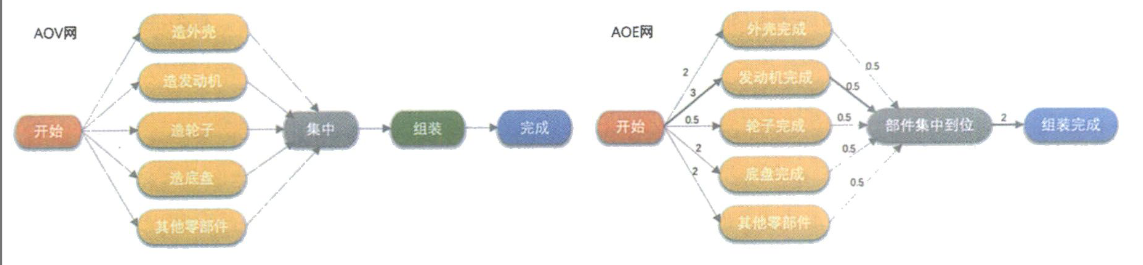 AOV网
造外壳
造发动机
开始
造轮子
集中
组装
完成
造底盘
其他零部件
AOE网
外壳完成
2
0.5
发动机完成
3
0.5
开始
0.5
轮子完成
0.5
部件集中到位
2
组装完成
2
底盘完成
0.5
2
其他零部件
0.5